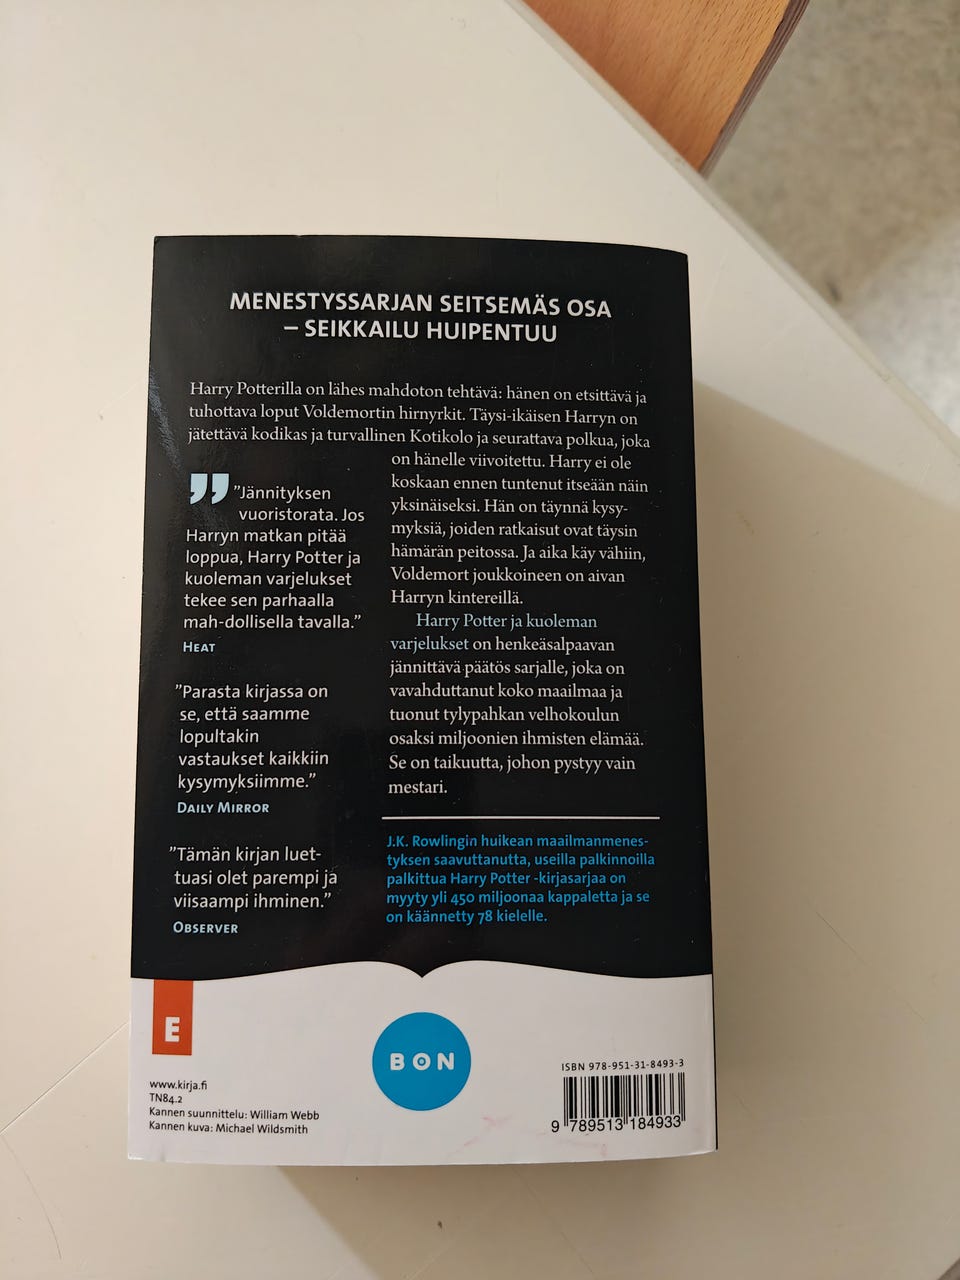 MENESTYSSARJAN SEITSEMÄS OSA
– SEIKKAILU HUIPENTUU
Harry Potterilla on lähes mahdoton tehtävä: hänen on etsittävä ja
tuhottava loput Voldemortin hirnyrkit. Täysi-ikäisen Harryn on
jätettävä kodikas ja turvallinen Kotikolo ja seurattava polkua, joka
on hänelle viivoitettu. Harry ei ole
koskaan ennen tuntenut itseään näin
yksinäiseksi. Hän on täynnä kysy-
myksiä, joiden ratkaisut ovat täysin
hämärän peitossa. Ja aika käy vähiin,
Voldemort joukkoineen on aivan
Harryn kintereillä.
Harry Potter ja kuoleman
varjelukset on henkeäsalpaavan
jännittävä päätös sarjalle, joka on
vavahduttanut koko maailmaa ja
tuonut tylypahkan velhokoulun
osaksi miljoonien ihmisten elämää.
Se on taikuutta, johon pystyy vain
mestari.
”Jännityksen
vuoristorata. Jos
Harryn matkan pitää
loppua, Harry Potter ja
kuoleman varjelukset
tekee sen parhaalla
mah-dollisella tavalla.”
HEAT
”Parasta kirjassa on
se, että saamme
lopultakin
vastaukset kaikkiin
kysymyksiimme.”
DAILY MIRROR
”Tämän kirjan luet-
tuasi olet parempi ja
viisaampi ihminen.”
OBSERVER
J.K. Rowlingin huikean maailmanmenes-
tyksen saavuttanutta, useilla palkinnoilla
palkittua Harry Potter -kirjasarjaa on
myyty yli 450 miljoonaa kappaletta ja se
on käännetty 78 kielelle.
E
BON
www.kirja.fi
TN84.2
Kannen suunnittelu: William Webb
Kannen kuva: Michael Wildsmith
ISBN 978-951-31-8493-3
9 789513 184933